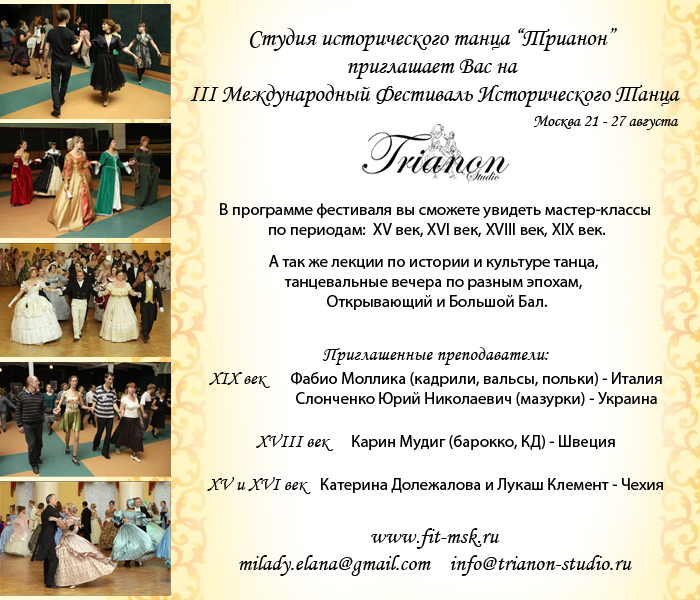 Студия исторического танца “Трианон”
приглашает Вас на
III Международный Фестиваль Исторического Танца
Москва 21 - 27 августа
Trianon
Studio
В программе фестиваля вы сможете увидеть мастер-классы
по периодам: XV век, XVI век, XVIII век, XIX век.
А так же лекции по истории и культуре танца,
танцевальные вечера по разным эпохам,
Открывающий и Большой Бал.
Приглашенные преподаватели:
XIX век Фабио Моллика (кадрили, вальсы, польки) - Италия
Слонченко Юрий Николаевич (мазурки) - Украина
XVIII век Карин Мудиг (барокко, КД) - Швеция
XV и XVI век Катерина Долежалова и Лукаш Клемент - Чехия
www.fit-msk.ru
milady.elana@gmail.com info@trianon-studio.ru